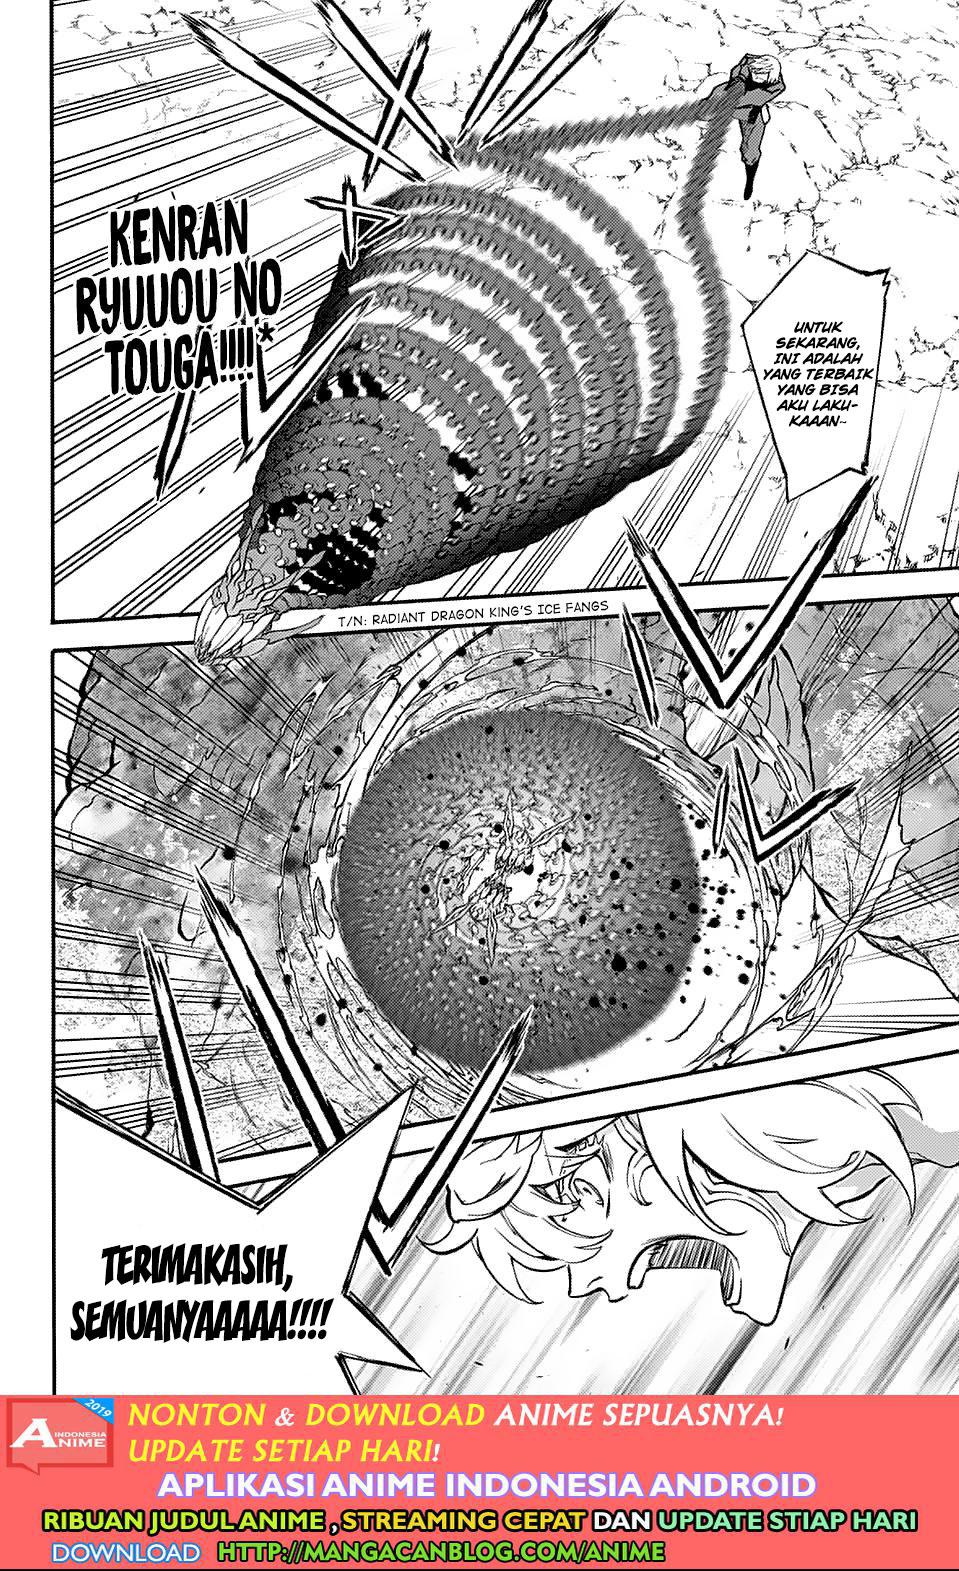 KENRAN
RYUUOU NO
TOUGA!!!!*
UNTUK
SEKARANG,
INI ADALAH
YANG TERBAIK
YANG BISA
AKU LAKU-
KAAAN~
T/N: RADIANT DRAGON KING'S ICE FANGS
TERIMAKASIH,
SEMUANYAAAAA!!!!
2019
INDONESIA
ANIME
NONTON & DOWNLOAD ANIME SEPUASNYA!
UPDATE SETIAP HARI!
APLIKASI ANIME INDONESIA ANDROID
RIBUAN JUDUL ANIME , STREAMING CEPAT DAN UPDATE STIAP HARI
DOWNLOAD HTTP://MANGACANBLOG.COM/ANIME